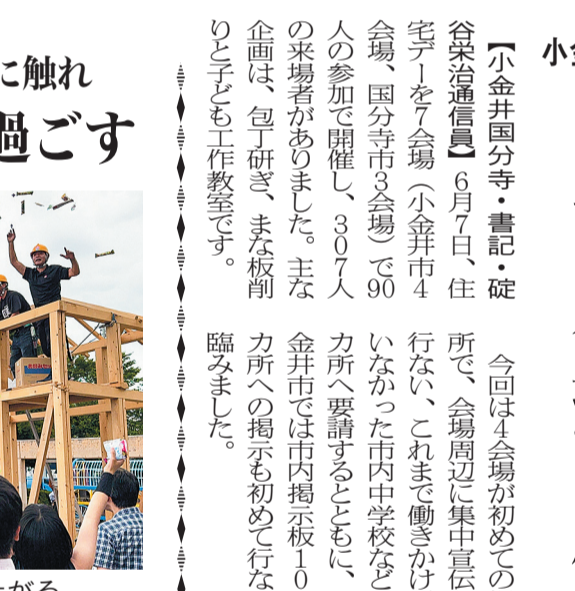 小金
【小金井国分寺・書記・碇
谷栄治通信員】6月7日、住
宅デーを7会場（小金井市4
会場、国分寺市3会場）で90
人の参加で開催し、307人
の来場者がありました。主な
企画は、包丁研ぎ、まな板削
りと子ども工作教室です。
今回は4会場が初めての
所で、会場周辺に集中宣伝
行ない、これまで働きかけ
いなかった市内中学校など
カ所へ要請するとともに、
金井市では市内掲示板10
カ所への掲示も初めて行な
臨みました。
に触れ
過ごす